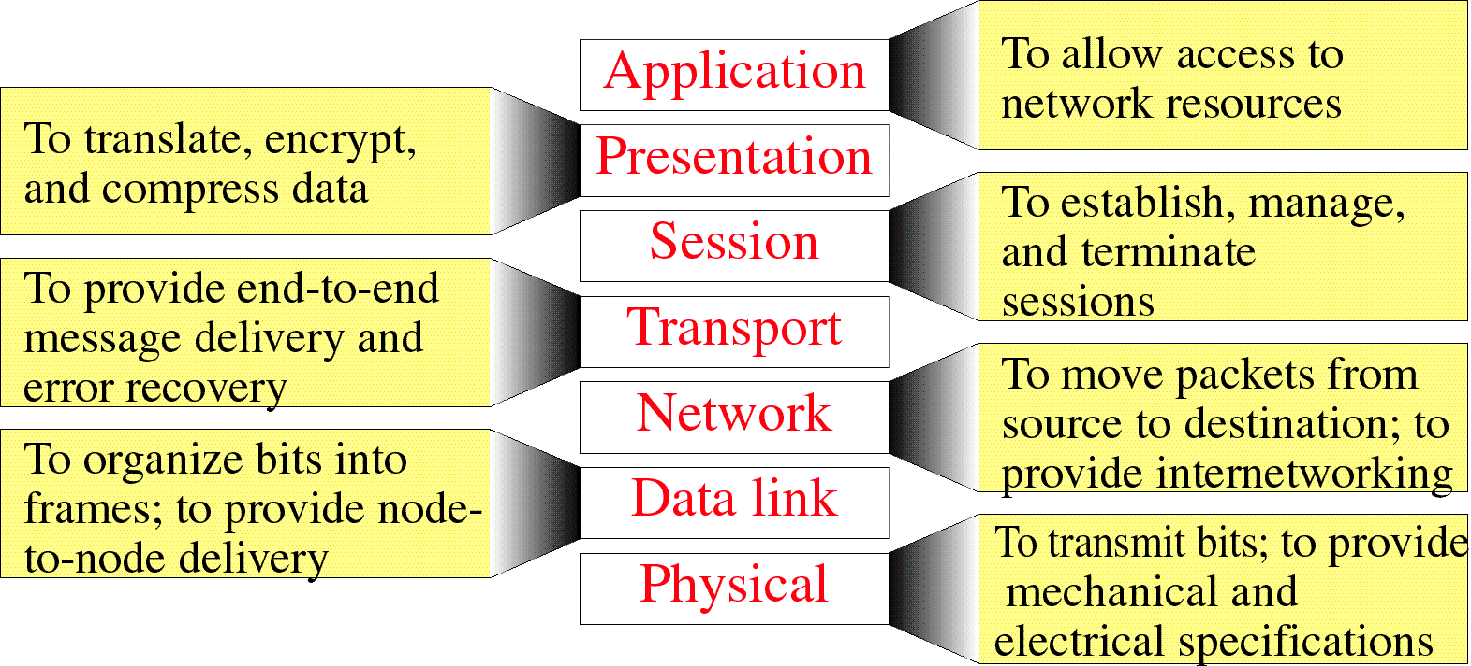 Application
To allow access to
network resources
To translate, encrypt,
and compress data
Presentation
Session
To establish, manage,
and terminate
sessions
To provide end-to-end
message delivery and
error recovery
Transport
Network
To move packets from
source to destination; to
provide internetworking
To organize bits into
frames; to provide node-
to-node delivery
Data link
Physical
To transmit bits; to provide
mechanical and
electrical specifications